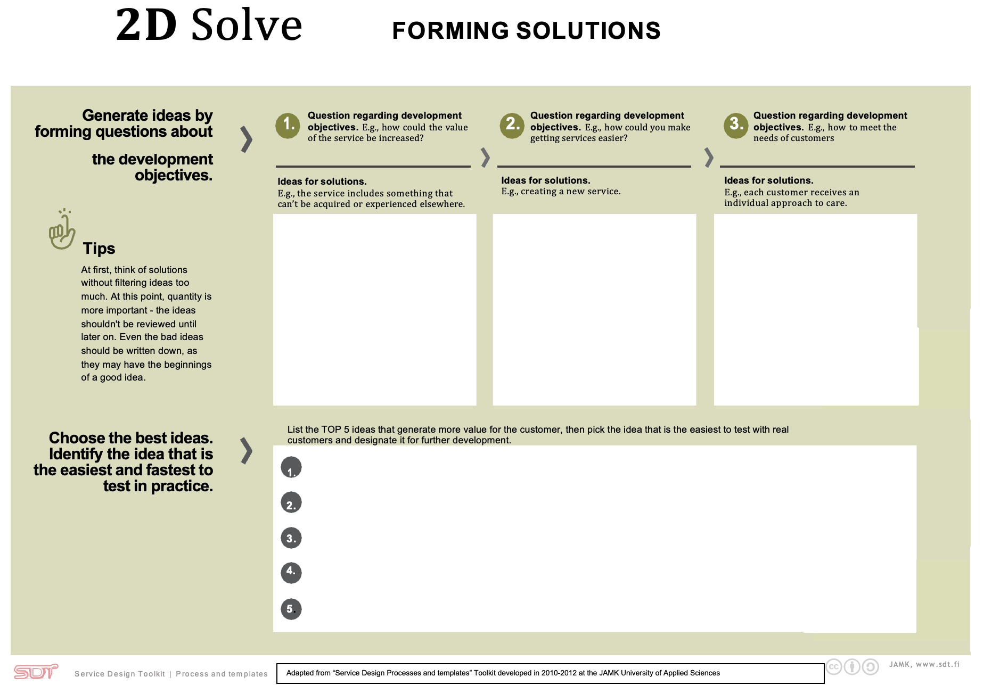 2D Solve
FORMING SOLUTIONS
Generate ideas by
forming questions about
the development
objectives.
1.
Question regarding development
objectives. E.g., how could the value
of the service be increased?
2.
Question regarding development
objectives. E.g., how could you make
getting services easier?
3.
Question regarding development
objectives. E.g., how to meet the
needs of customers
Ideas for solutions.
E.g., the service includes something that
can’t be acquired or experienced elsewhere.
Ideas for solutions.
E.g., creating a new service.
Ideas for solutions.
E.g., each customer receives an
individual approach to care.
Tips
At first, think of solutions
without filtering ideas too
much. At this point, quantity is
more important - the ideas
shouldn't be reviewed until
later on. Even the bad ideas
should be written down, as
they may have the beginnings
of a good idea.
Choose the best ideas.
Identify the idea that is
the easiest and fastest to
test in practice.
List the TOP 5 ideas that generate more value for the customer, then pick the idea that is the easiest to test with real
customers and designate it for further development.
1.
2.
3.
4.
5.
SDT
Service Design Toolkit | Process and templates
Adapted from “Service Design Processes and templates” Toolkit developed in 2010-2012 at the JAMK University of Applied Sciences
cc
JAMK, www.sdt.fi